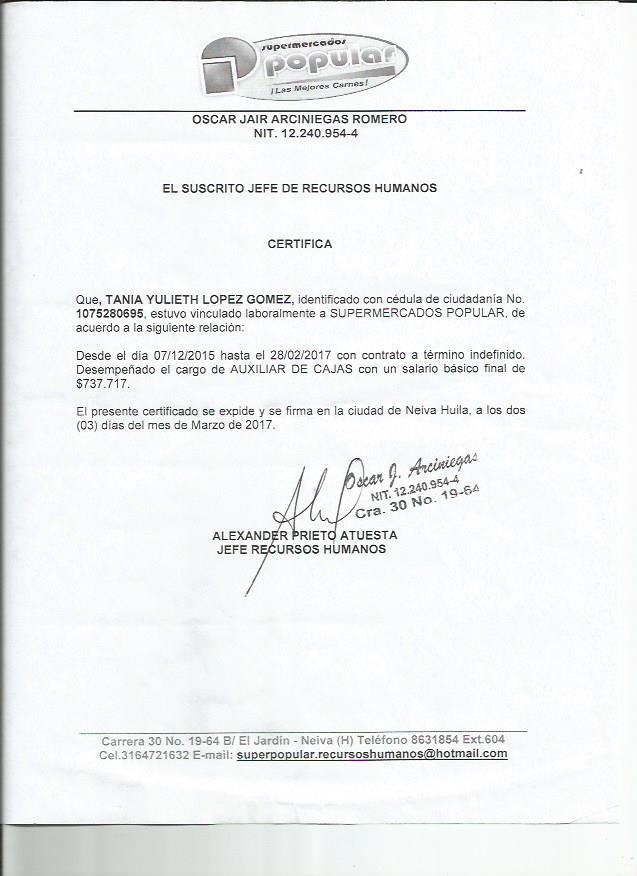 supermercados
popular
¡Las Mejores Carnes!
OSCAR JAIR ARCINIEGAS ROMERO
NIT. 12.240.954-4
EL SUSCRITO JEFE DE RECURSOS HUMANOS
CERTIFICA
Que, TANIA YULIETH LOPEZ GOMEZ, identificado con cédula de ciudadanía No.
1075280695, estuvo vinculado laboralmente a SUPERMERCADOS POPULAR, de
acuerdo a la siguiente relación:
Desde el día 07/12/2015 hasta el 28/02/2017 con contrato a término indefinido.
Desempeñado el cargo de AUXILIAR DE CAJAS con un salario básico final de
$737.717.
El presente certificado se expide y se firma en la ciudad de Neiva Huila, a los dos
(03) días del mes de Marzo de 2017.
Oscar J. Arciniegas
NIT. 12.240.954-4
Cra. 30 No. 19-64
ALEXANDER PRIETO ATUESTA
JEFE RECURSOS HUMANOS
Carrera 30 No. 19-64 B/ El Jardín - Neiva (H) Teléfono 8631854 Ext.604
Cel.3164721632 E-mail: superpopular.recursoshumanos@hotmail.com